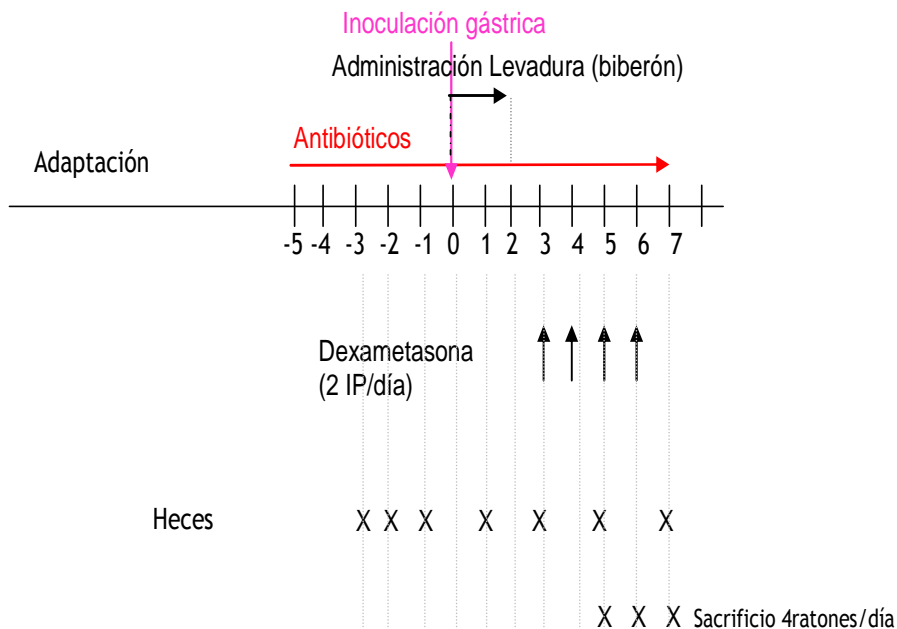 Inoculación gástrica
Administración Levadura (biberón)
Antibióticos
Adaptación
-5 -4 -3 -2 -1 0 1 2 3 4 5 6 7
Dexametasona
(2 IP/día)
Heces X X X X X X X
X X X Sacrificio 4ratones/día